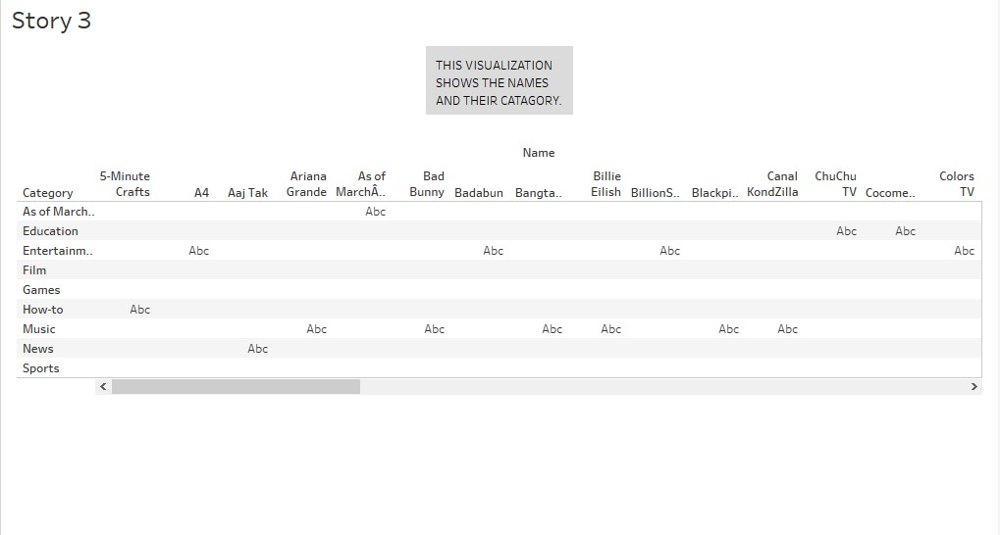 Story 3
THIS VISUALIZATION
SHOWS THE NAMES
AND THEIR CATAGORY.
Name
Category 5-Minute Crafts A4 Aaj Tak Ariana Grande As of MarchÂ.. Bad Bunny Badabun Bangta.. Billie Eilish BillionS.. Blackpi.. Canal KondZilla ChuChu TV Cocome.. Colors TV
As of March.. Abc
Education Abc Abc
Entertainm.. Abc Abc Abc Abc
Film
Games
How-to Abc
Music Abc Abc Abc Abc Abc Abc
News Abc
Sports